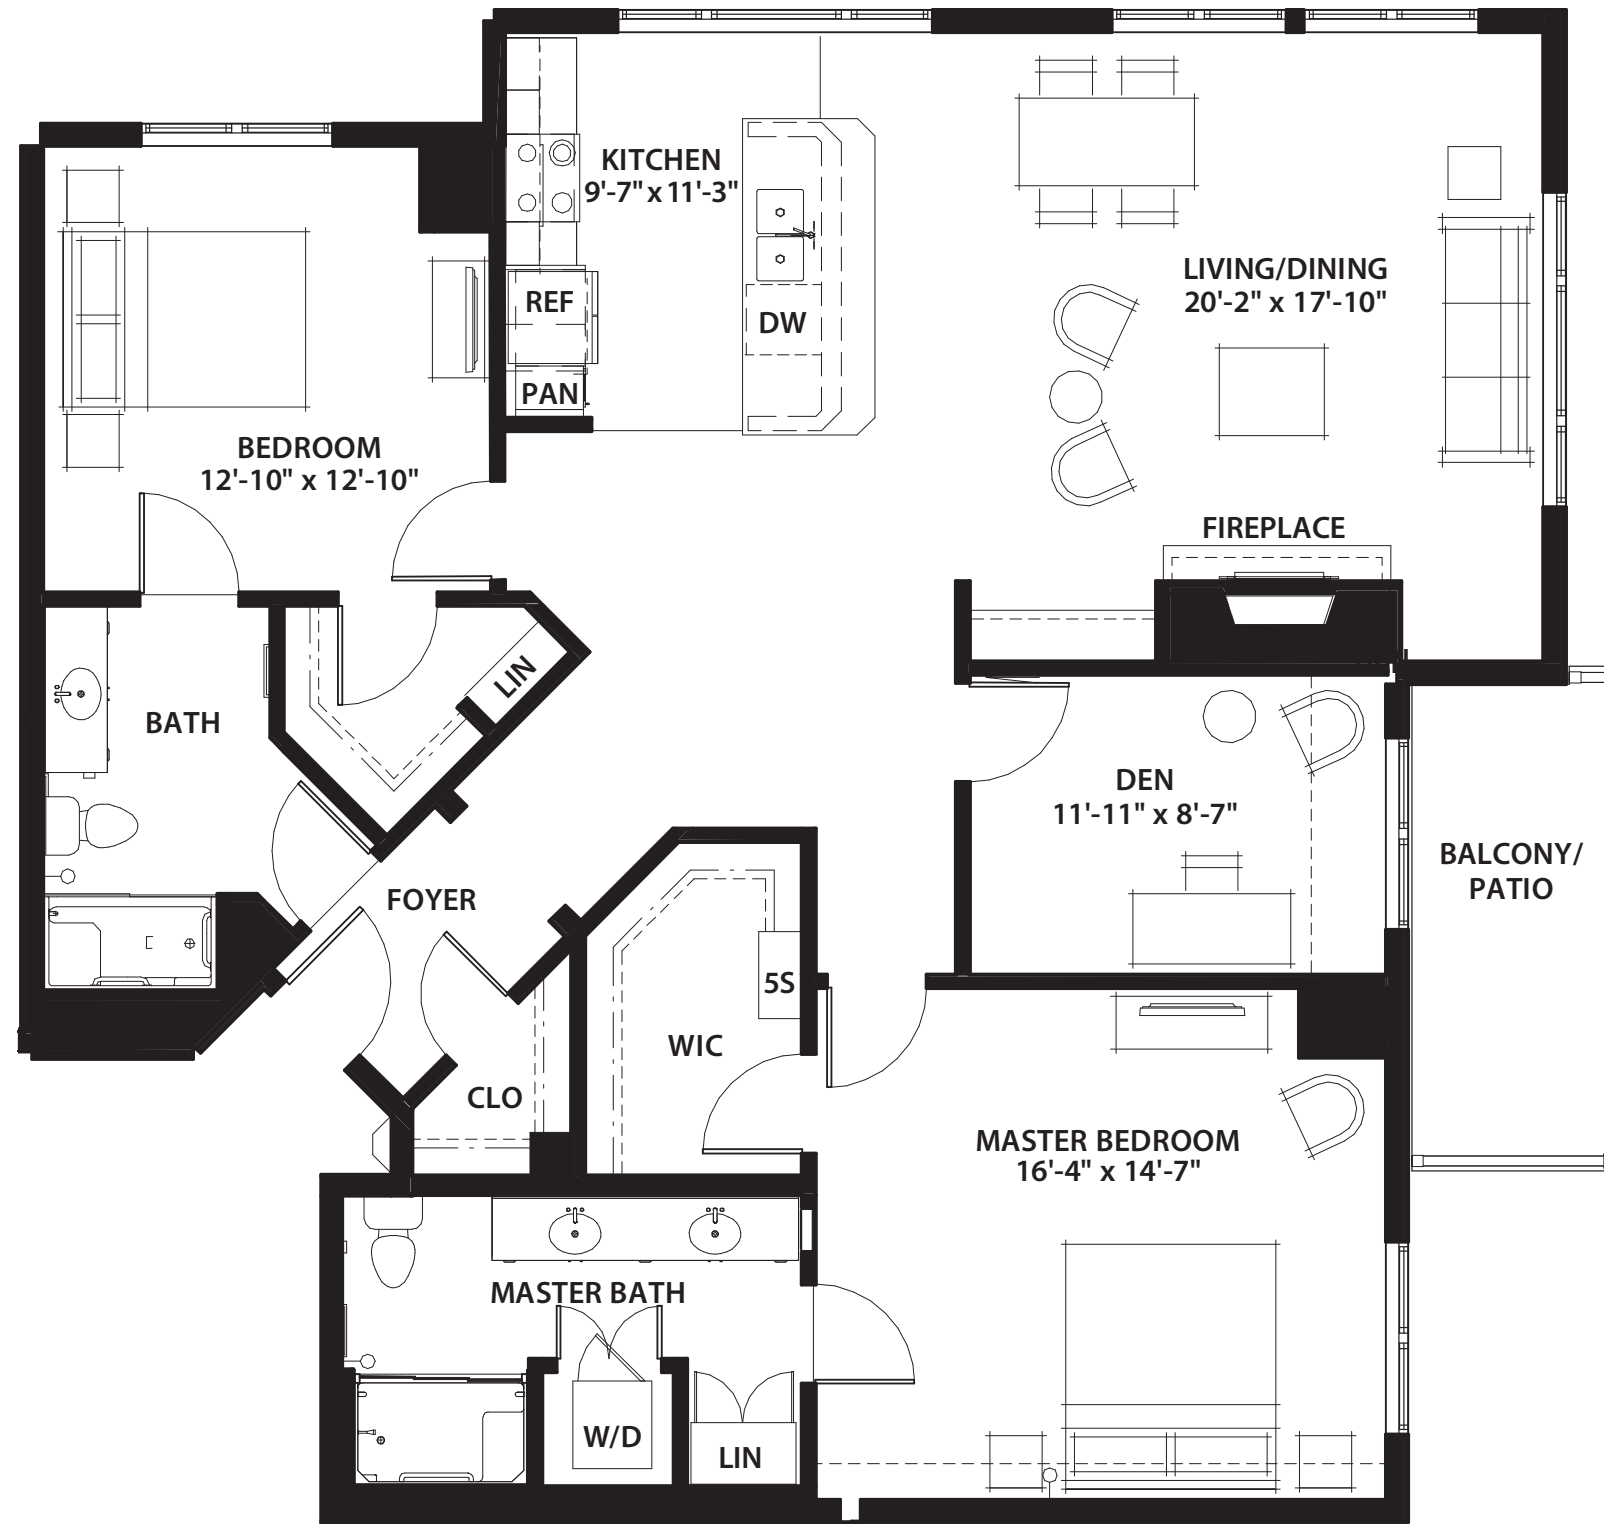 KITCHEN
9'-7" x 11'-3"
REF
DW
PAN
LIVING/DINING
20'-2" x 17'-10"
BEDROOM
12'-10" x 12'-10"
FIREPLACE
LIN
BATH
DEN
11'-11" x 8'-7"
BALCONY/
PATIO
FOYER
5S
WIC
CLO
MASTER BEDROOM
16'-4" x 14'-7"
MASTER BATH
W/D
LIN